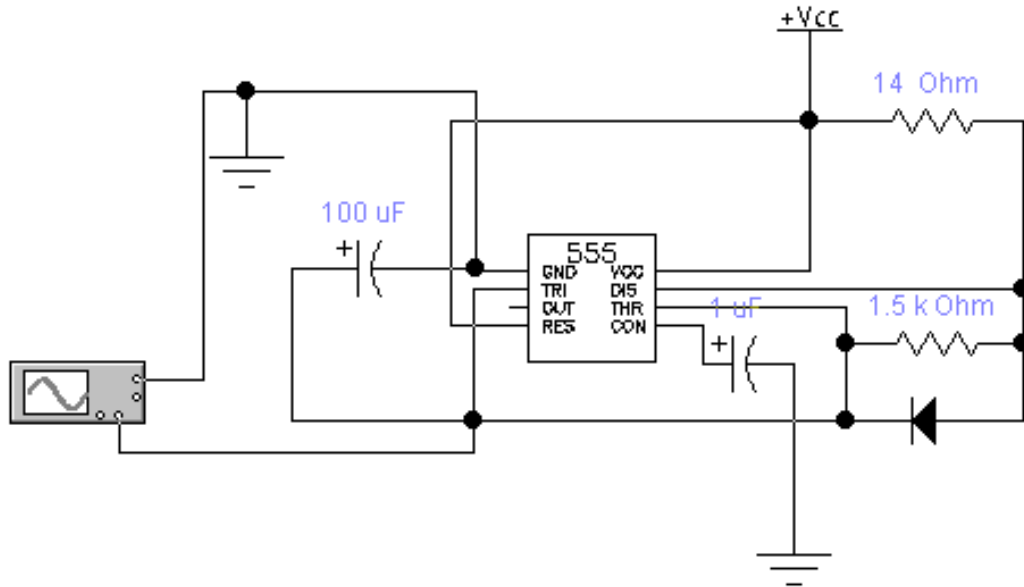 +Vcc
14 Ohm
100 uF
+
555
GND VCC
TRI DIS
OUT THR
RES CON
1 uF
+
1.5 k Ohm